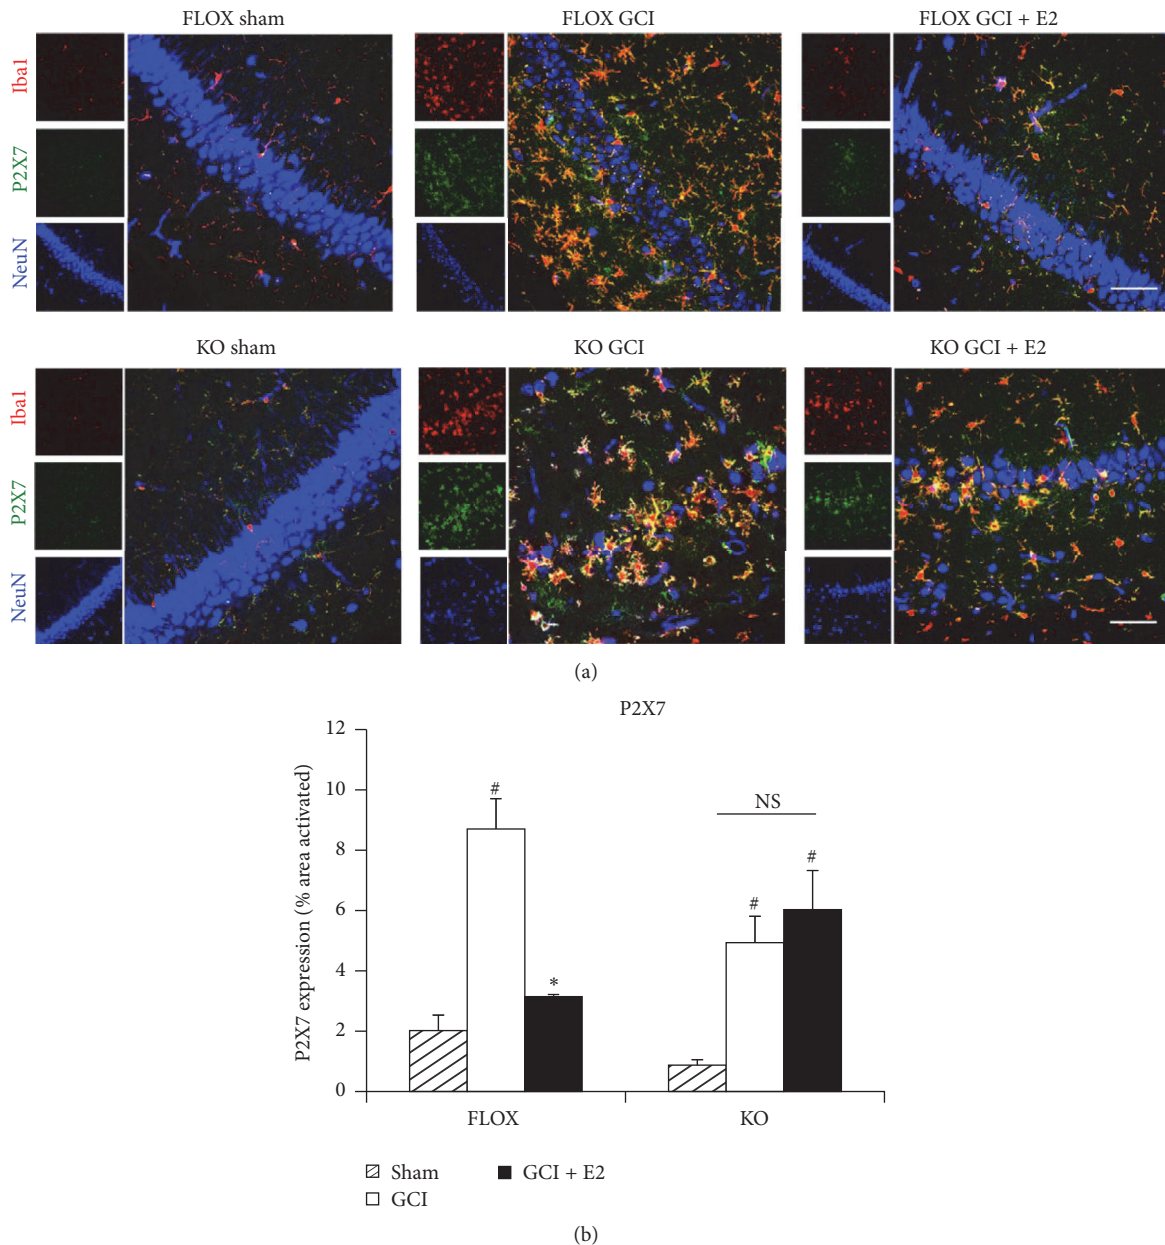 FLOX sham
FLOX GCI
FLOX GCI + E2
Iba1
P2X7
NeuN
KO sham
KO GCI
KO GCI + E2
Iba1
P2X7
NeuN
(a)
P2X7
P2X7 expression (% area activated)
12
10
8
6
4
2
0
#
*
NS
#
#
FLOX
KO
Sham
GCI + E2
GCI
(b)